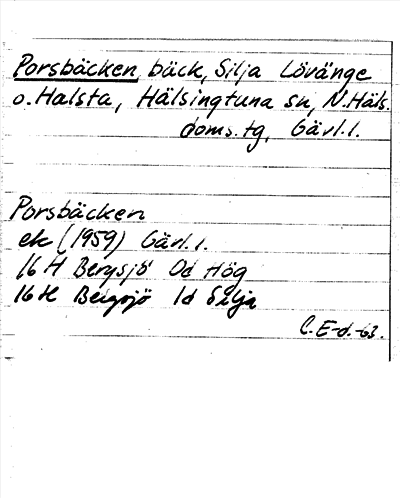 Porsbäcken, bäck, Silja Lövänge
o. Halsta, Hälsingtuna sn, N. Häls.
doms. tg, Gävl. l.
Porsbäcken
ek (1959) Gävl. l.
16 H Bergsjö 0d Hög
16 H Bergsjö 1d Silja
C. E-d. -63.